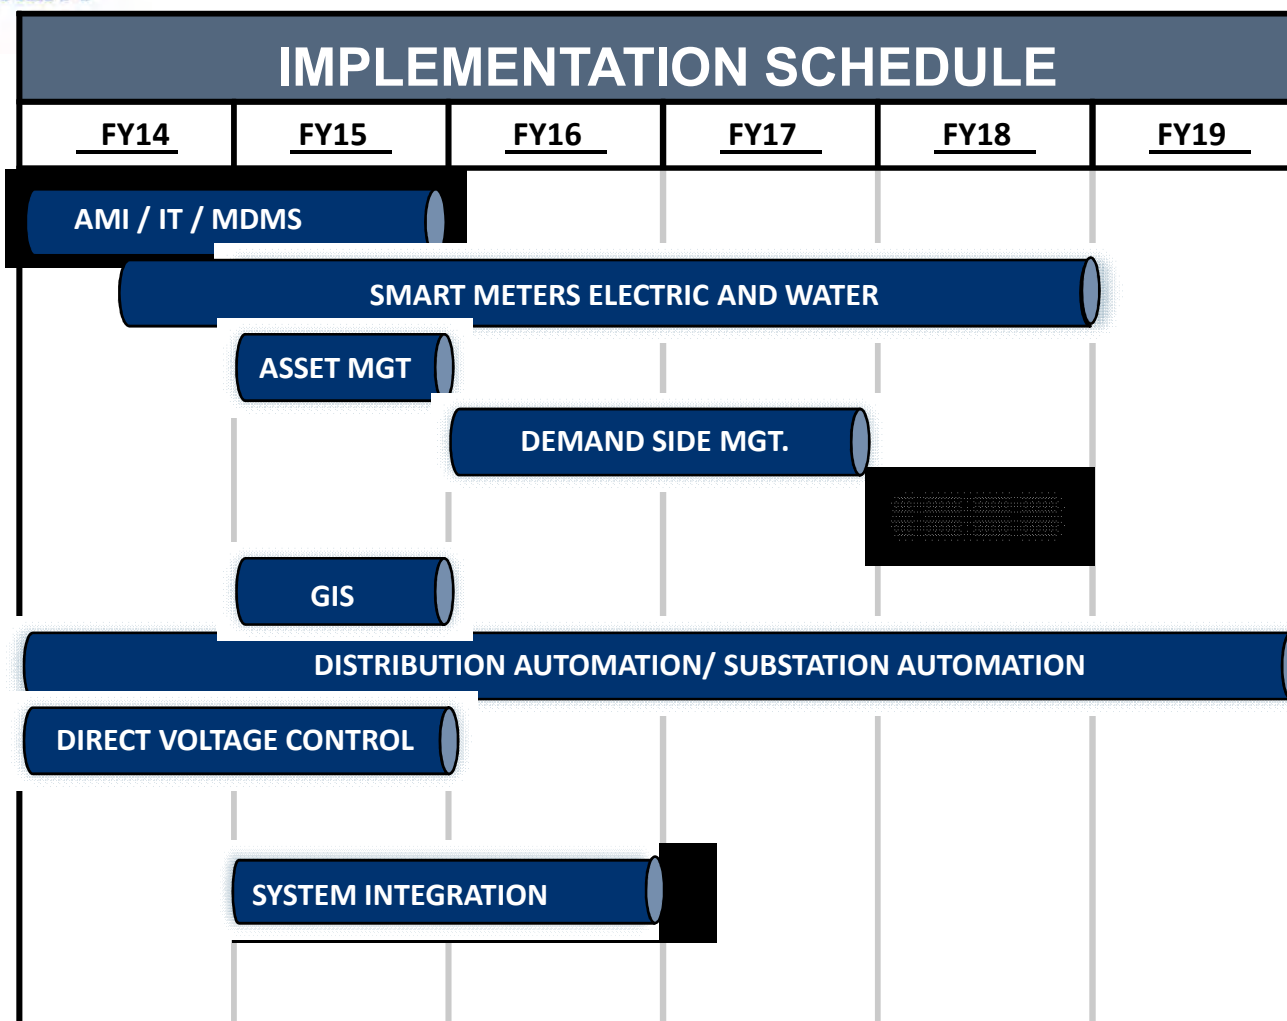 IMPLEMENTATION SCHEDULE
FY14 FY15 FY16 FY17 FY18 FY19
AMI / IT / MDMS
SMART METERS ELECTRIC AND WATER
ASSET MGT
DEMAND SIDE MGT.
GIS
DISTRIBUTION AUTOMATION/ SUBSTATION AUTOMATION
DIRECT VOLTAGE CONTROL
SYSTEM INTEGRATION